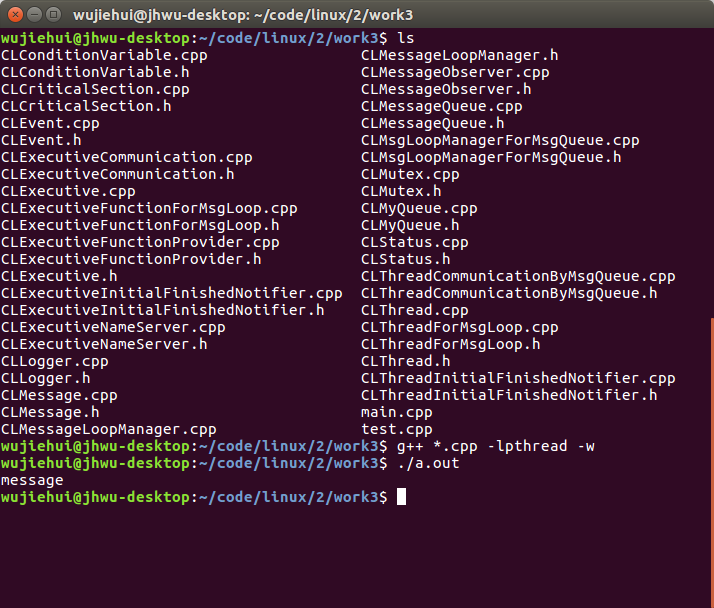 wujiehui@jhwu-desktop: ~/code/linux/2/work3
wujiehui@jhwu-desktop:~/code/linux/2/work3$ ls
CLConditionVariable.cpp CLMessageLoopManager.h
CLConditionVariable.h CLMessageObserver.cpp
CLCriticalSection.cpp CLMessageObserver.h
CLCriticalSection.h CLMessageQueue.cpp
CLEvent.cpp CLMessageQueue.h
CLEvent.h CLMsgLoopManagerForMsgQueue.cpp
CLExecutiveCommunication.cpp CLMsgLoopManagerForMsgQueue.h
CLExecutiveCommunication.h CLMutex.cpp
CLExecutive.cpp CLMutex.h
CLExecutiveFunctionForMsgLoop.cpp CLMyQueue.cpp
CLExecutiveFunctionForMsgLoop.h CLMyQueue.h
CLExecutiveFunctionProvider.cpp CLStatus.cpp
CLExecutiveFunctionProvider.h CLStatus.h
CLExecutive.h CLThreadCommunicationByMsgQueue.cpp
CLExecutiveInitialFinishedNotifier.cpp CLThreadCommunicationByMsgQueue.h
CLExecutiveInitialFinishedNotifier.h CLThread.cpp
CLExecutiveNameServer.cpp CLThreadForMsgLoop.cpp
CLExecutiveNameServer.h CLThreadForMsgLoop.h
CLLogger.cpp CLThread.h
CLLogger.h CLThreadInitialFinishedNotifier.cpp
CLMessage.cpp CLThreadInitialFinishedNotifier.h
CLMessage.h main.cpp
CLMessageLoopManager.cpp test.cpp
wujiehui@jhwu-desktop:~/code/linux/2/work3$ g++ *.cpp -lpthread -w
wujiehui@jhwu-desktop:~/code/linux/2/work3$ ./a.out
message
wujiehui@jhwu-desktop:~/code/linux/2/work3$